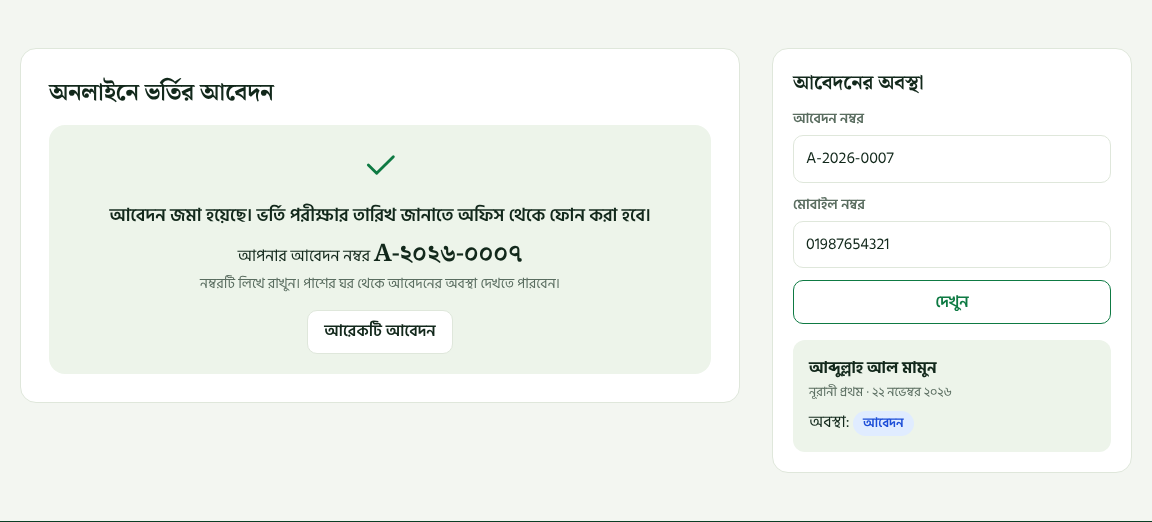 অনলাইনে ভর্তির আবেদন
আবেদন জমা হয়েছে। ভর্তি পরীক্ষার তারিখ জানাতে অফিস থেকে ফোন করা হবে।
আপনার আবেদন নম্বর A-২০২৬-০০০৭
নম্বরটি লিখে রাখুন। পাশের ঘর থেকে আবেদনের অবস্থা দেখতে পারবেন।
আরেকটি আবেদন
আবেদনের অবস্থা
আবেদন নম্বর
A-2026-0007
মোবাইল নম্বর
01987654321
দেখুন
আব্দুল্লাহ আল মামুন
নূরানী প্রথম · ২২ নভেম্বর ২০২৬
অবস্থা: আবেদন